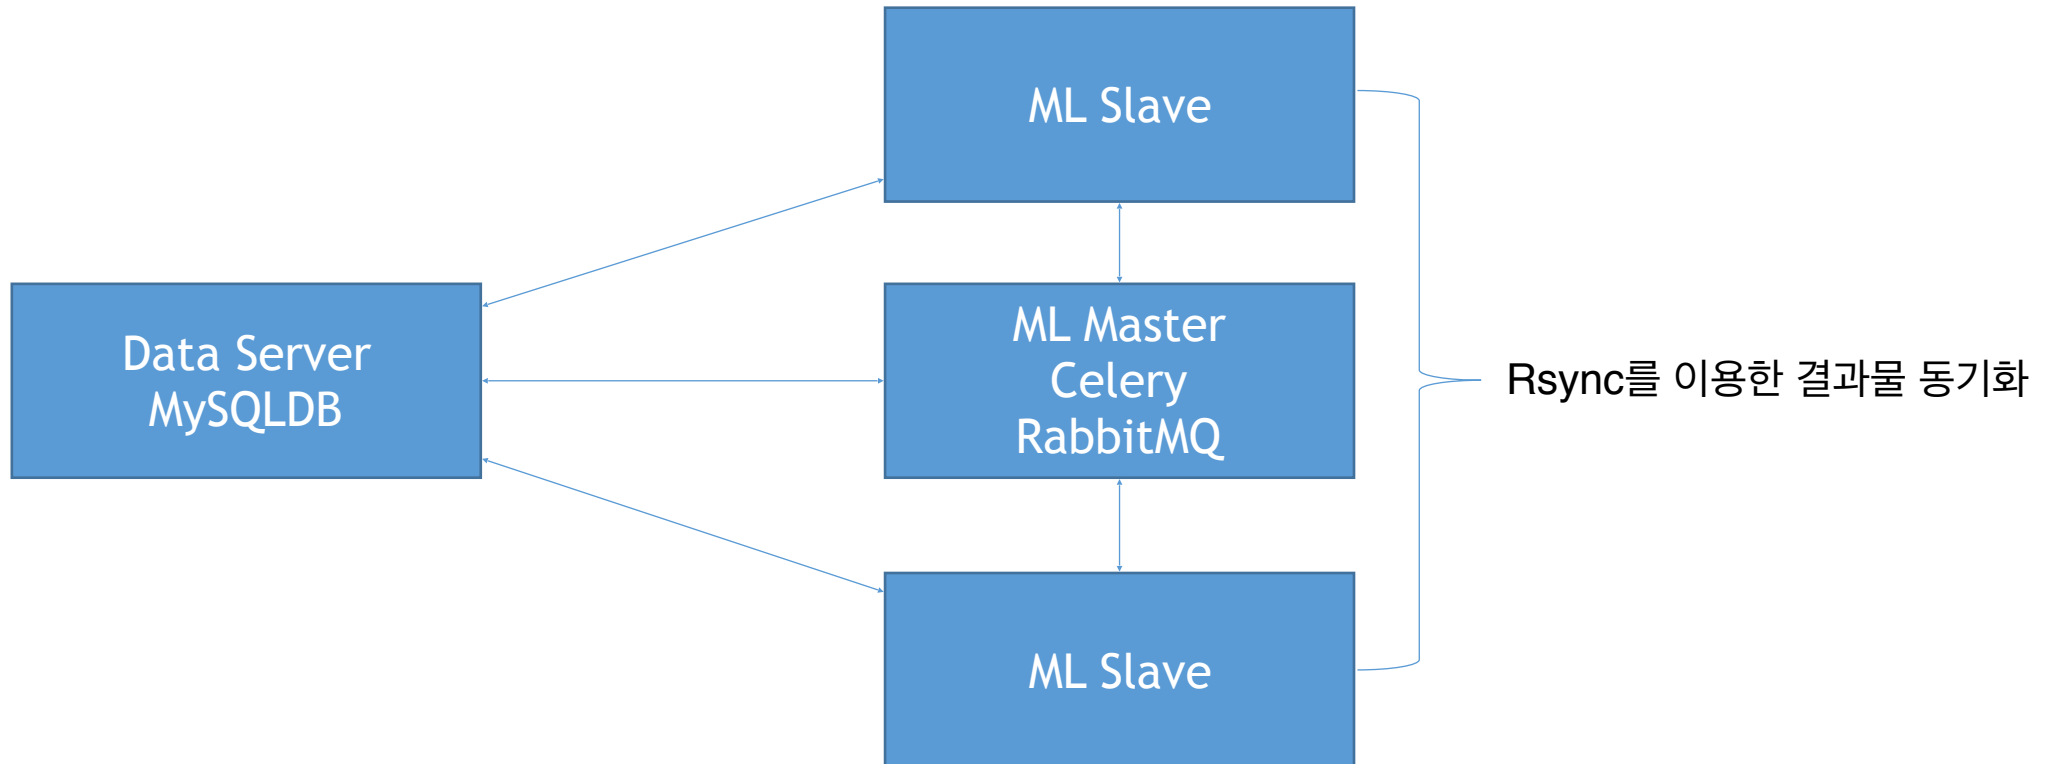 ML Slave
Data Server
MySQLDB
ML Master
Celery
RabbitMQ
Rsync를 이용한 결과물 동기화
ML Slave